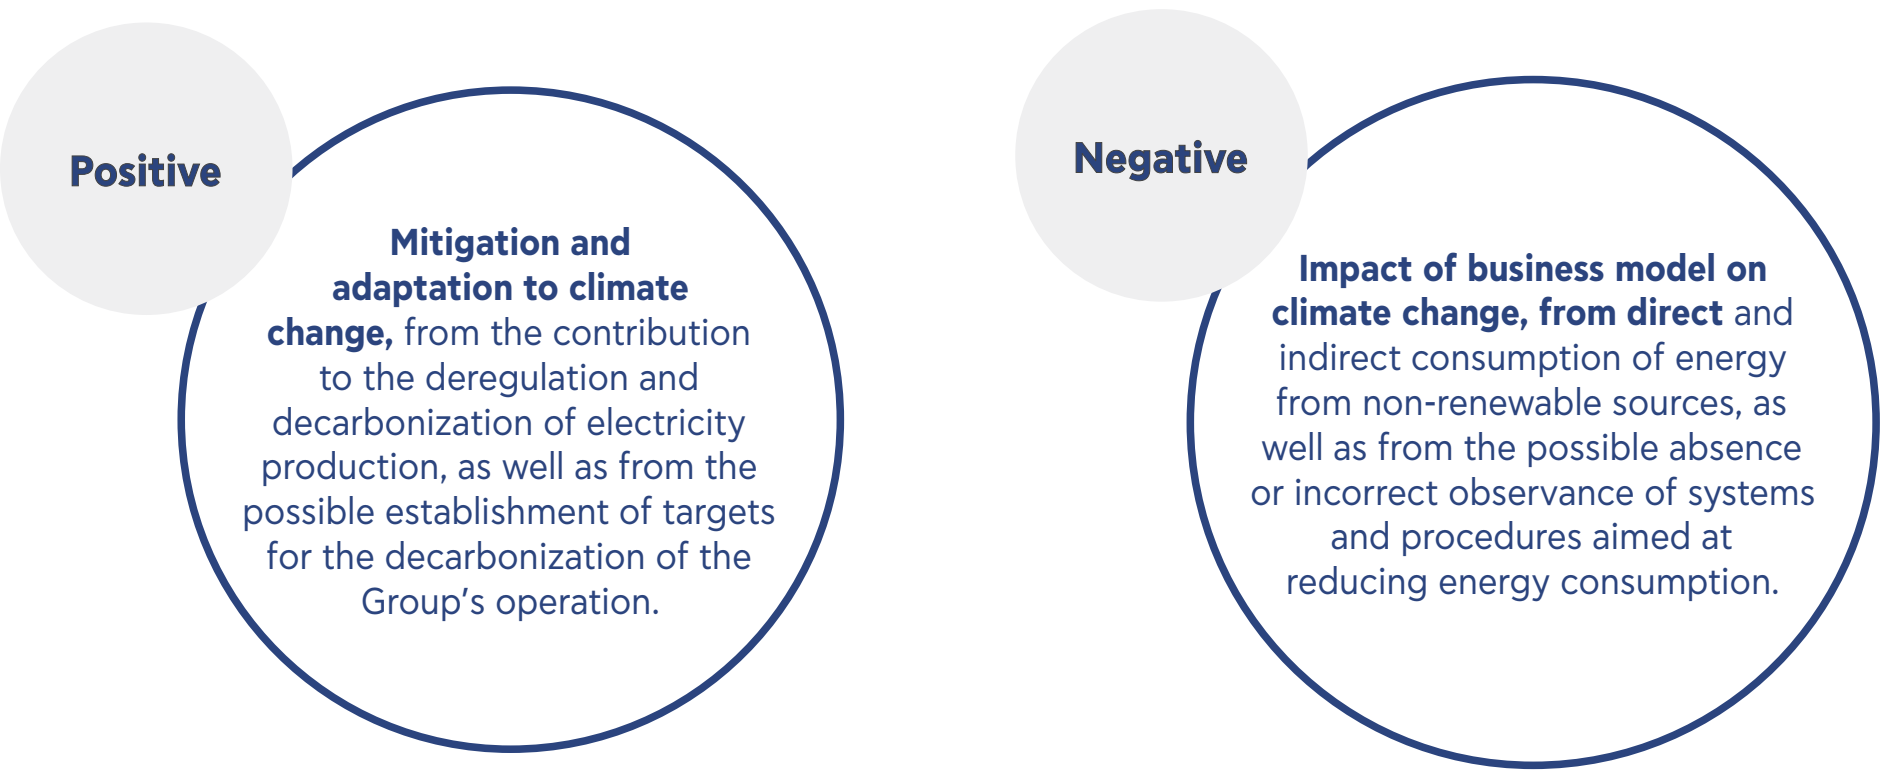 Positive
Mitigation and
adaptation to climate
change, from the contribution
to the deregulation and
decarbonization of electricity
production, as well as from the
possible establishment of targets
for the decarbonization of the
Group's operation.
Negative
Impact of business model on
climate change, from direct and
indirect consumption of energy
from non-renewable sources, as
well as from the possible absence
or incorrect observance of systems
and procedures aimed at
reducing energy consumption.